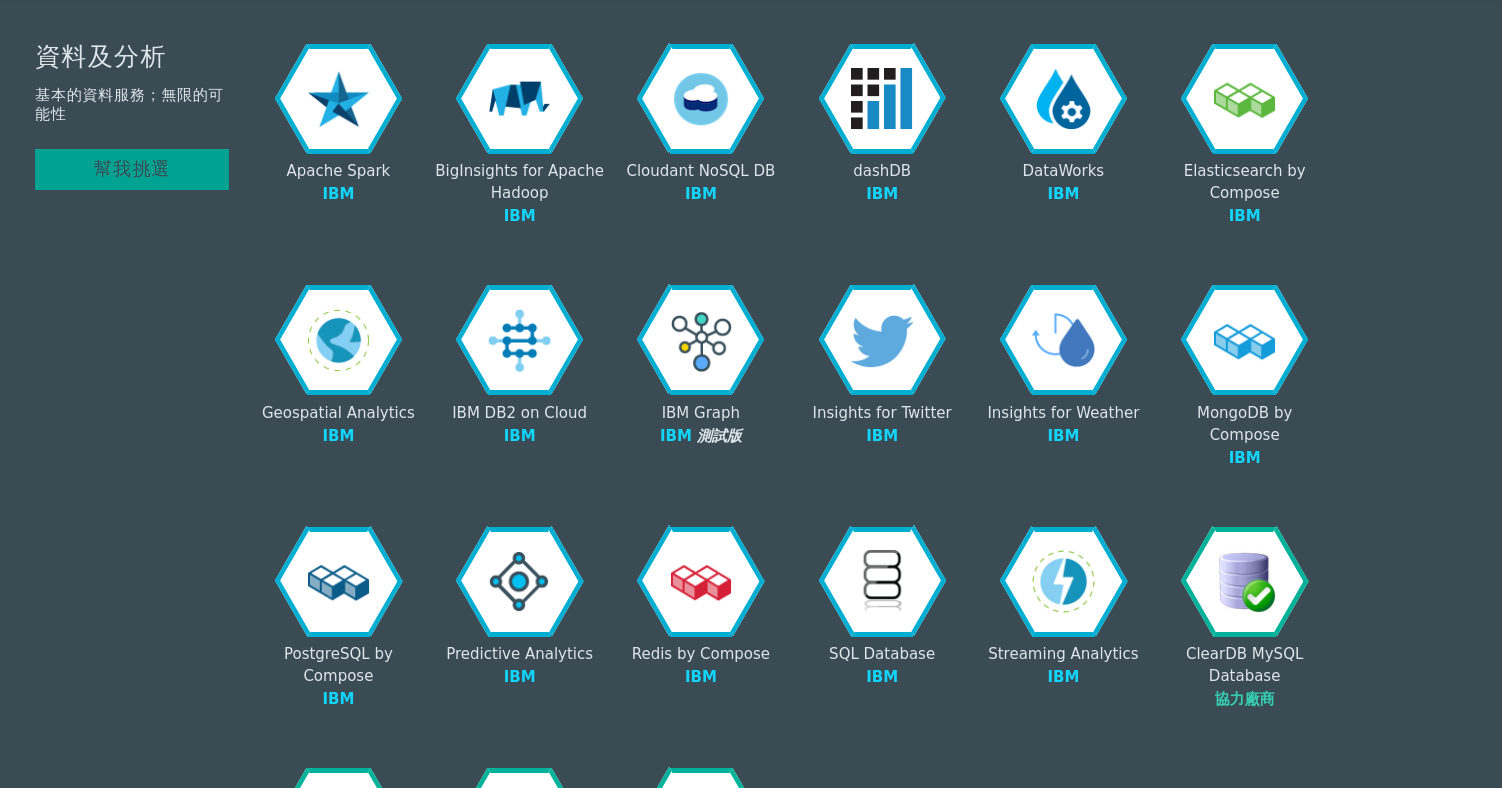 資料及分析
基本的資料服務；無限的可
能性
幫我挑選
Apache Spark
IBM
BigInsights for Apache
Hadoop
IBM
Cloudant NoSQL DB
IBM
dashDB
IBM
DataWorks
IBM
Elasticsearch by
Compose
IBM
Geospatial Analytics
IBM
IBM DB2 on Cloud
IBM
IBM Graph
IBM 測試版
Insights for Twitter
IBM
Insights for Weather
IBM
MongoDB by
Compose
IBM
PostgreSQL by
Compose
IBM
Predictive Analytics
IBM
Redis by Compose
IBM
SQL Database
IBM
Streaming Analytics
IBM
ClearDB MySQL
Database
協力廠商